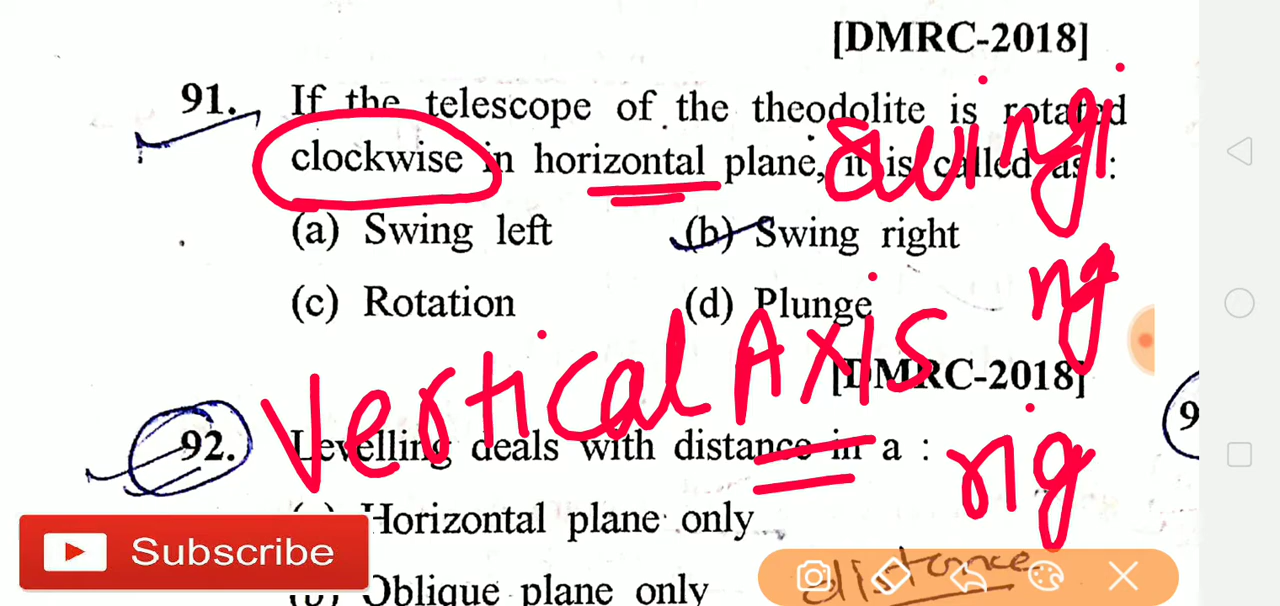 [DMRC-2018]
91. If the telescope of the theodolite is rotated
clockwise in horizontal plane, it is called as :
swing
(a) Swing left (b) Swing right
ng
(c) Rotation (d) Plunge
Vertical Axis
[DMRC-2018]
92. Levelling deals with distance in a :
9
Horizontal plane only
Subscribe
Oblique plane only
distance